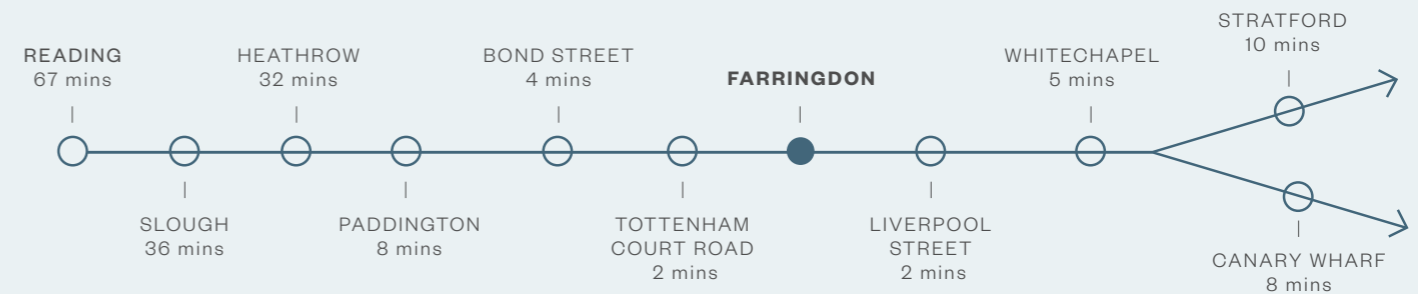 READING
67 mins
SLOUGH
36 mins
HEATHROW
32 mins
PADDINGTON
8 mins
BOND STREET
4 mins
TOTTENHAM
COURT ROAD
2 mins
FARRINGDON
LIVERPOOL
STREET
2 mins
WHITECHAPEL
5 mins
STRATFORD
10 mins
CANARY WHARF
8 mins